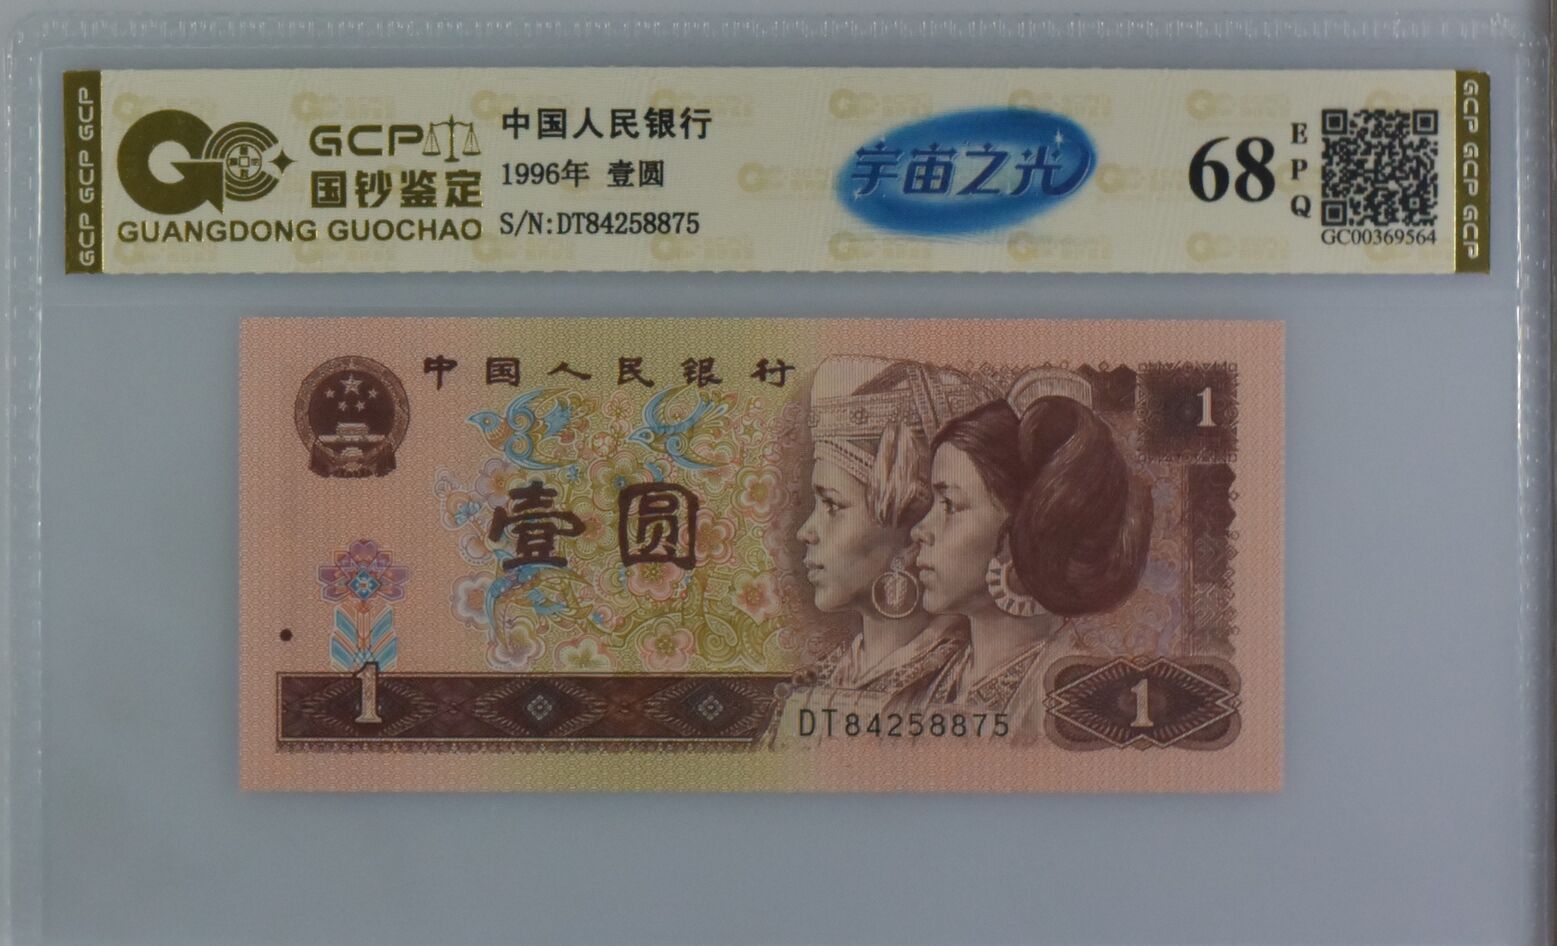 GCP GCP GCP
GCP
国钞鉴定
GUANGDONG GUOCHAO
中国人民银行
1996年 壹圆
S/N:DT84258875
宇宙之光
68
EPQ
GC00369564
GCP GCP GCP
中国人民银行
1
壹圆
1
DT84258875
1